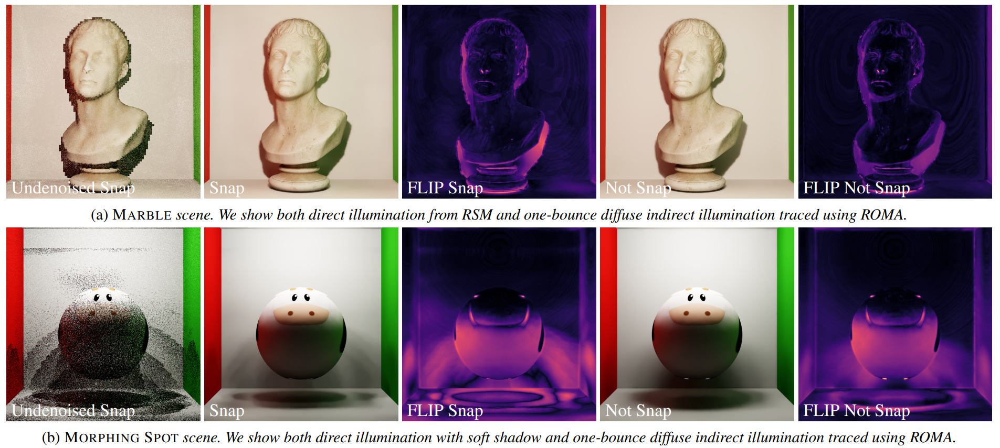 Undenoised Snap
Snap
FLIP Snap
Not Snap
FLIP Not Snap
(a) MARBLE scene. We show both direct illumination from RSM and one-bounce diffuse indirect illumination traced using ROMA.
Undenoised Snap
Snap
FLIP Snap
Not Snap
FLIP Not Snap
(b) MORPHING SPOT scene. We show both direct illumination with soft shadow and one-bounce diffuse indirect illumination traced using ROMA.